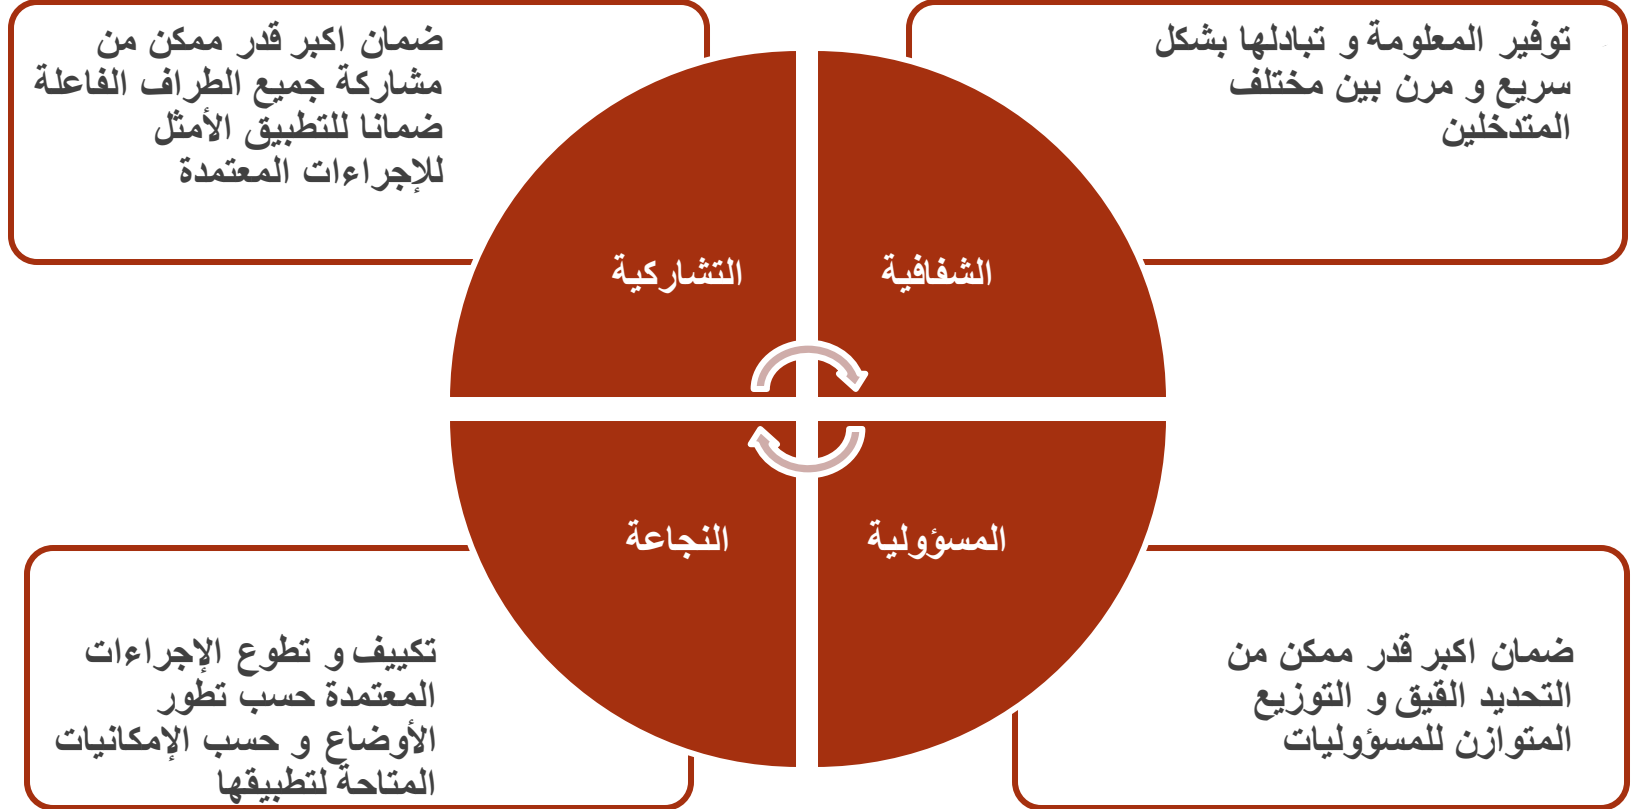 توفير المعلومة و تبادلها بشكل
سريع و مرن بين مختلف
المتدخلين
ضمان اكبر قدر ممكن من
مشاركة جميع الطراف الفاعلة
ضمانا للتطبيق الأمثل
للإجراءات المعتمدة
الشفافية
التشاركية
المسؤولية
النجاعة
ضمان اكبر قدر ممكن من
التحديد القيق و التوزيع
المتوازن للمسؤوليات
تكييف و تطوع الإجراءات
المعتمدة حسب تطور
الأوضاع و حسب الإمكانيات
المتاحة لتطبيقها